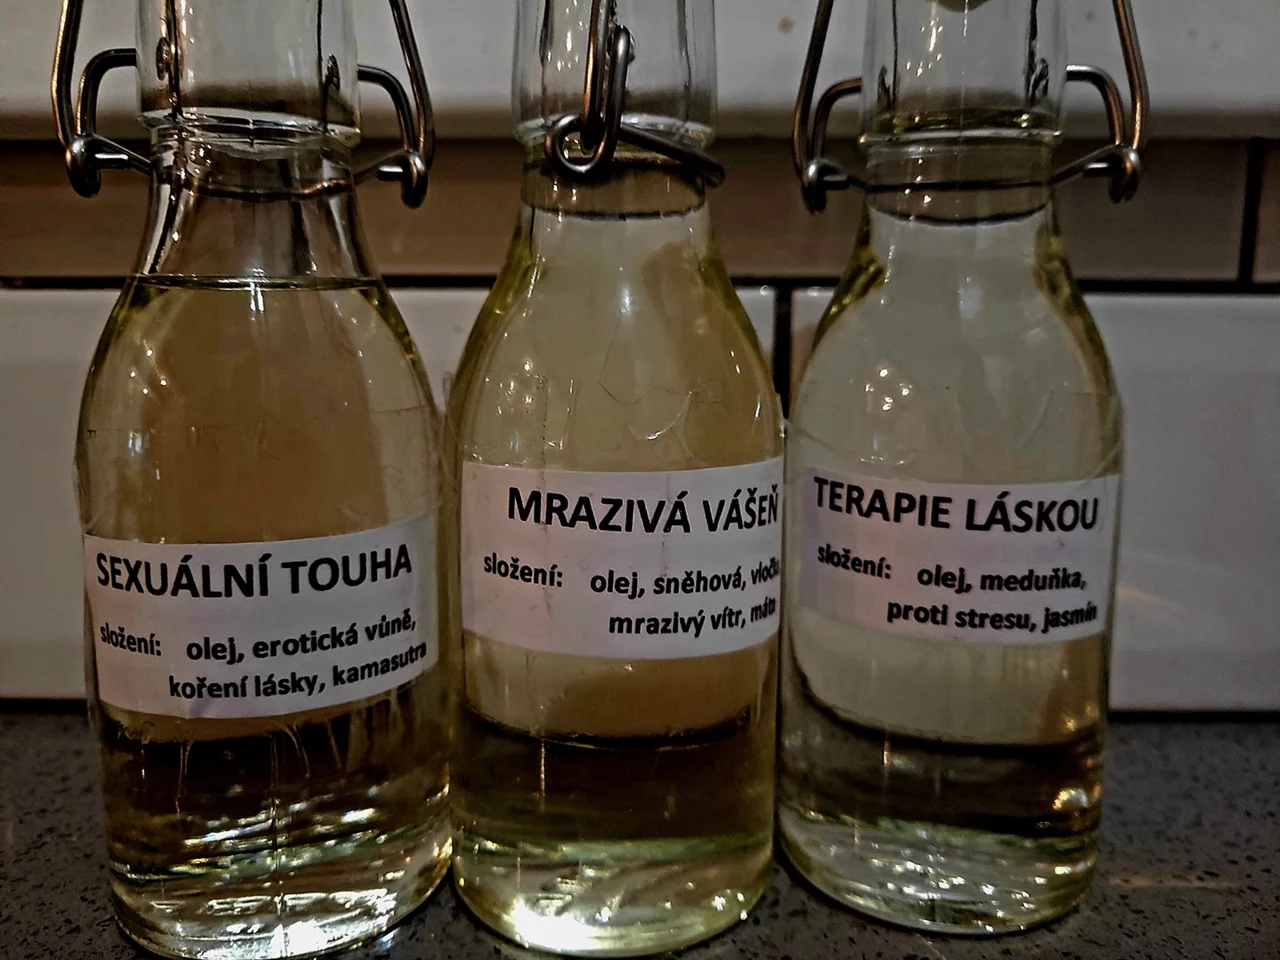 SEXUÁLNÍ TOUHA
složení: olej, erotická vůně,
koření lásky, kamasutra
MRAZIVÁ VÁŠEŇ
složení: olej, sněhová, vločka
mrazivý vítr, máta
TERAPIE LÁSKOU
složení: olej, meduňka,
proti stresu, jasmín